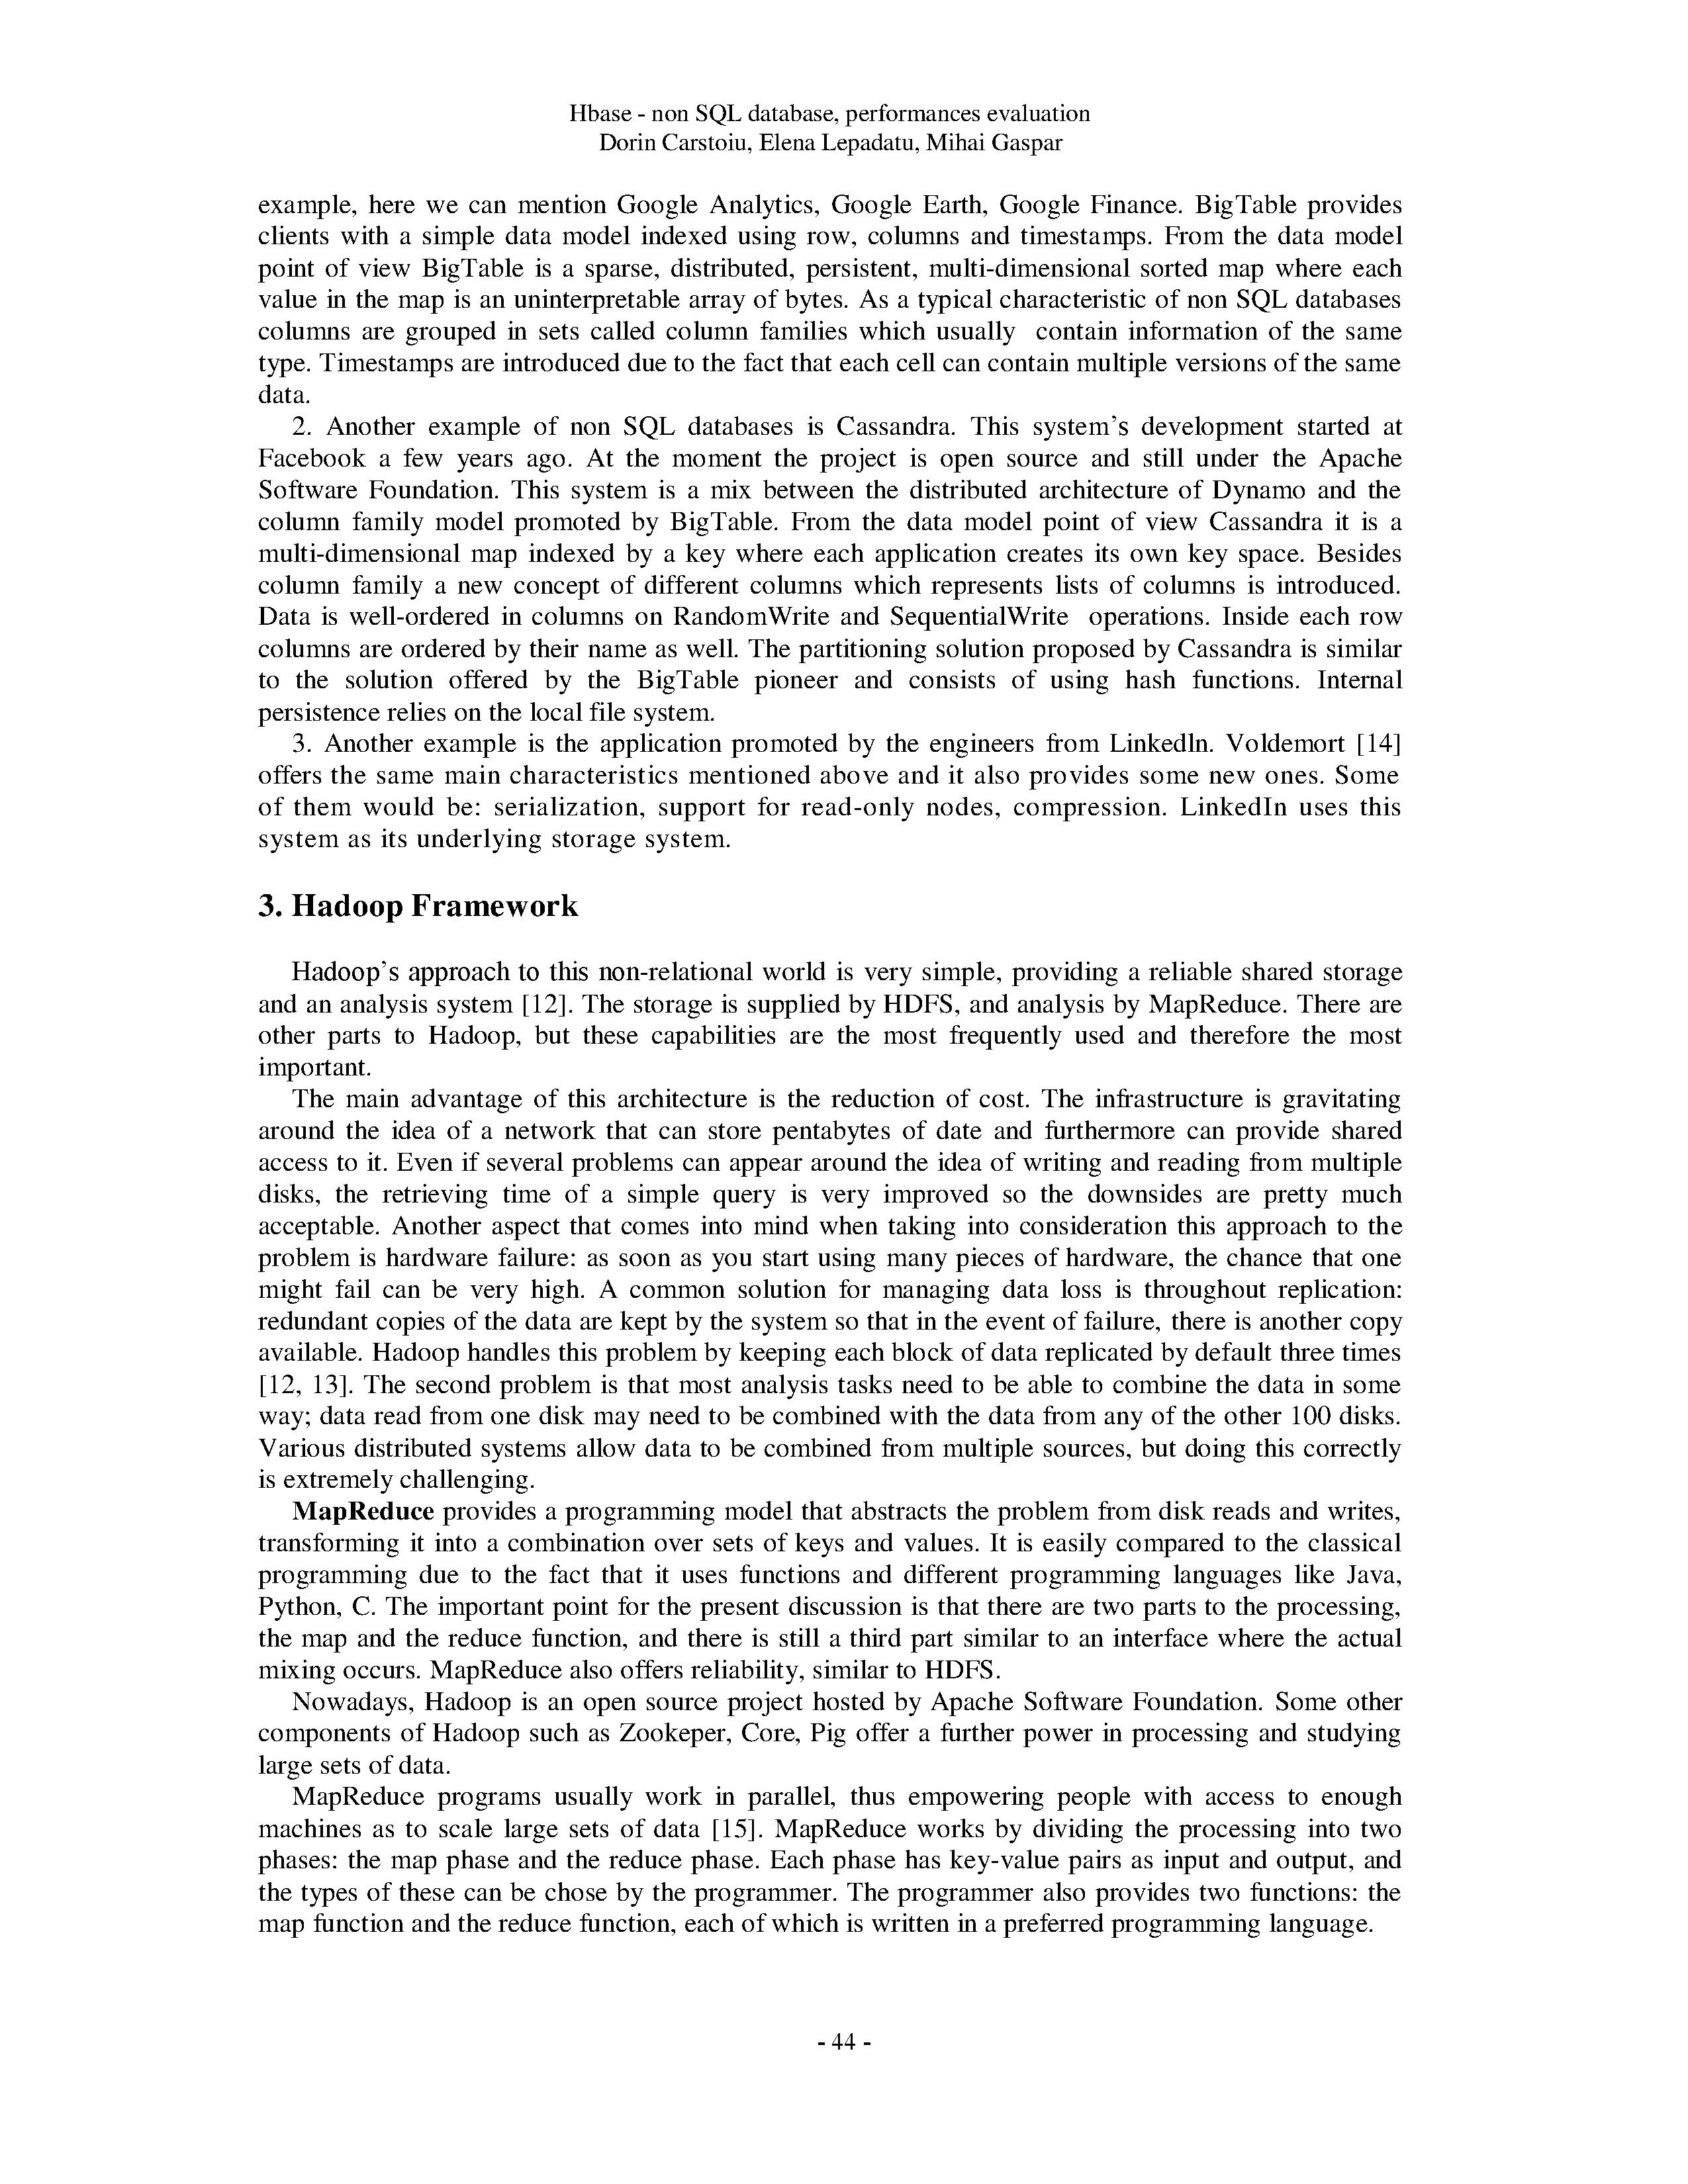 Hbase - non SQL database, performances evaluation
Dorin Carstoiu, Elena Lepadatu, Mihai Gaspar
example, here we can mention Google Analytics, Google Earth, Google Finance. BigTable provides
clients with a simple data model indexed using row, columns and timestamps. From the data model
point of view BigTable is a sparse, distributed, persistent, multi-dimensional sorted map where each
value in the map is an uninterpretable array of bytes. As a typical characteristic of non SQL databases
columns are grouped in sets called column families which usually contain information of the same
type. Timestamps are introduced due to the fact that each cell can contain multiple versions of the same
data.
2. Another example of non SQL databases is Cassandra. This system's development started at
Facebook a few years ago. At the moment the project is open source and still under the Apache
Software Foundation. This system is a mix between the distributed architecture of Dynamo and the
column family model promoted by BigTable. From the data model point of view Cassandra it is a
multi-dimensional map indexed by a key where each application creates its own key space. Besides
column family a new concept of different columns which represents lists of columns is introduced.
Data is well-ordered in columns on RandomWrite and SequentialWrite operations. Inside each row
columns are ordered by their name as well. The partitioning solution proposed by Cassandra is similar
to the solution offered by the BigTable pioneer and consists of using hash functions. Internal
persistence relies on the local file system.
3. Another example is the application promoted by the engineers from Linkedln. Voldemort [14]
offers the same main characteristics mentioned above and it also provides some new ones. Some
of them would be: serialization, support for read-only nodes, compression. LinkedIn uses this
system as its underlying storage system.
3. Hadoop Framework
Hadoop's approach to this non-relational world is very simple, providing a reliable shared storage
and an analysis system [12]. The storage is supplied by HDFS, and analysis by MapReduce. There are
other parts to Hadoop, but these capabilities are the most frequently used and therefore the most
important.
The main advantage of this architecture is the reduction of cost. The infrastructure is gravitating
around the idea of a network that can store pentabytes of date and furthermore can provide shared
access to it. Even if several problems can appear around the idea of writing and reading from multiple
disks, the retrieving time of a simple query is very improved so the downsides are pretty much
acceptable. Another aspect that comes into mind when taking into consideration this approach to the
problem is hardware failure: as soon as you start using many pieces of hardware, the chance that one
might fail can be very high. A common solution for managing data loss is throughout replication:
redundant copies of the data are kept by the system so that in the event of failure, there is another copy
available. Hadoop handles this problem by keeping each block of data replicated by default three times
[12, 13]. The second problem is that most analysis tasks need to be able to combine the data in some
way; data read from one disk may need to be combined with the data from any of the other 100 disks.
Various distributed systems allow data to be combined from multiple sources, but doing this correctly
is extremely challenging.
MapReduce provides a programming model that abstracts the problem from disk reads and writes,
transforming it into a combination over sets of keys and values. It is easily compared to the classical
programming due to the fact that it uses functions and different programming languages like Java,
Python, C. The important point for the present discussion is that there are two parts to the processing,
the map and the reduce function, and there is still a third part similar to an interface where the actual
mixing occurs. MapReduce also offers reliability, similar to HDFS.
Nowadays, Hadoop is an open source project hosted by Apache Software Foundation. Some other
components of Hadoop such as Zookeper, Core, Pig offer a further power in processing and studying
large sets of data.
MapReduce programs usually work in parallel, thus empowering people with access to enough
machines as to scale large sets of data [15]. MapReduce works by dividing the processing into two
phases: the map phase and the reduce phase. Each phase has key-value pairs as input and output, and
the types of these can be chose by the programmer. The programmer also provides two functions: the
map function and the reduce function, each of which is written in a preferred programming language.
- 44 -